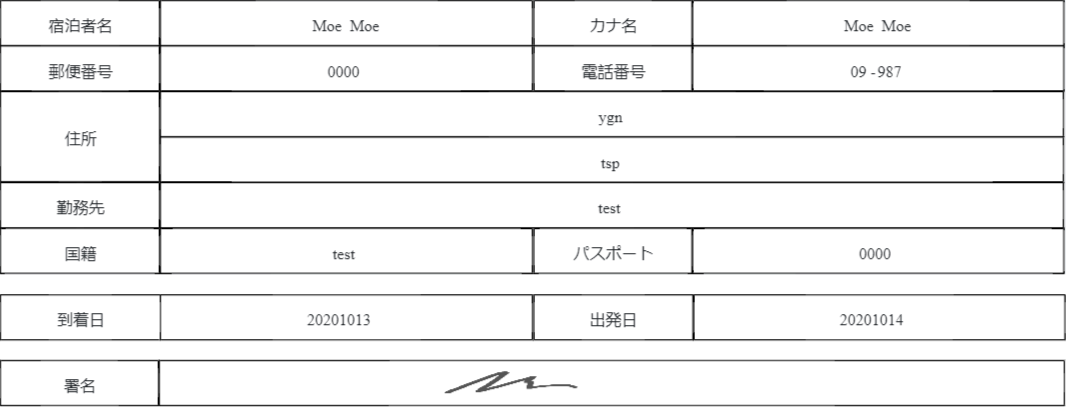 宿泊者名 Moe Moe カナ名 Moe Moe
郵便番号 0000 電話番号 09 -987
住所 ygn
tsp
勤務先 test
国籍 test パスポート 0000
到着日 20201013 出発日 20201014
署名